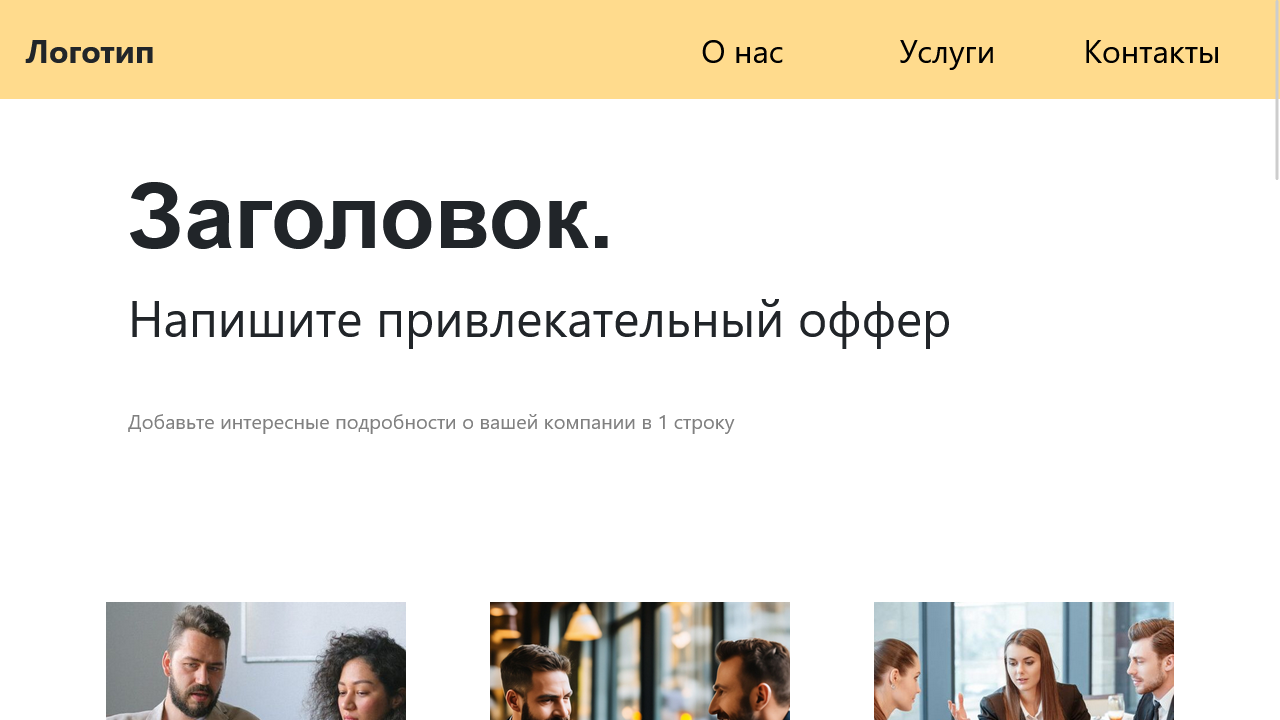 Логотип О нас Услуги Контакты
Заголовок.
Напишите привлекательный оффер
Добавьте интересные подробности о вашей компании в 1 строку